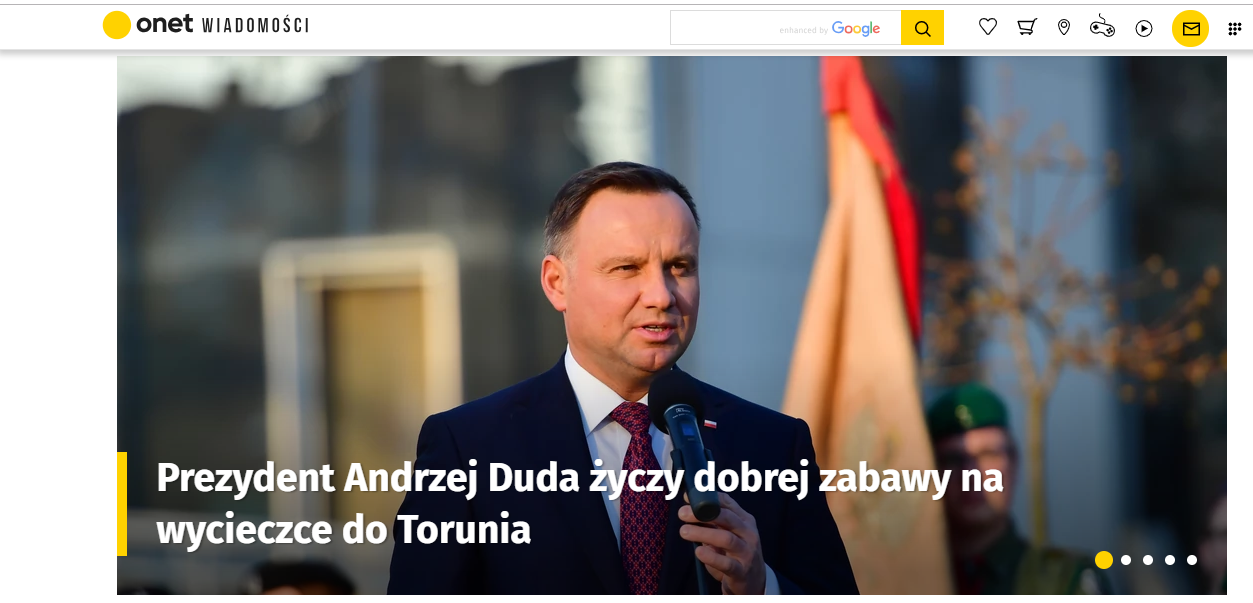 onet WIADOMOŚCI
enhanced by Google
Prezydent Andrzej Duda życzy dobrej zabawy na
wycieczce do Torunia